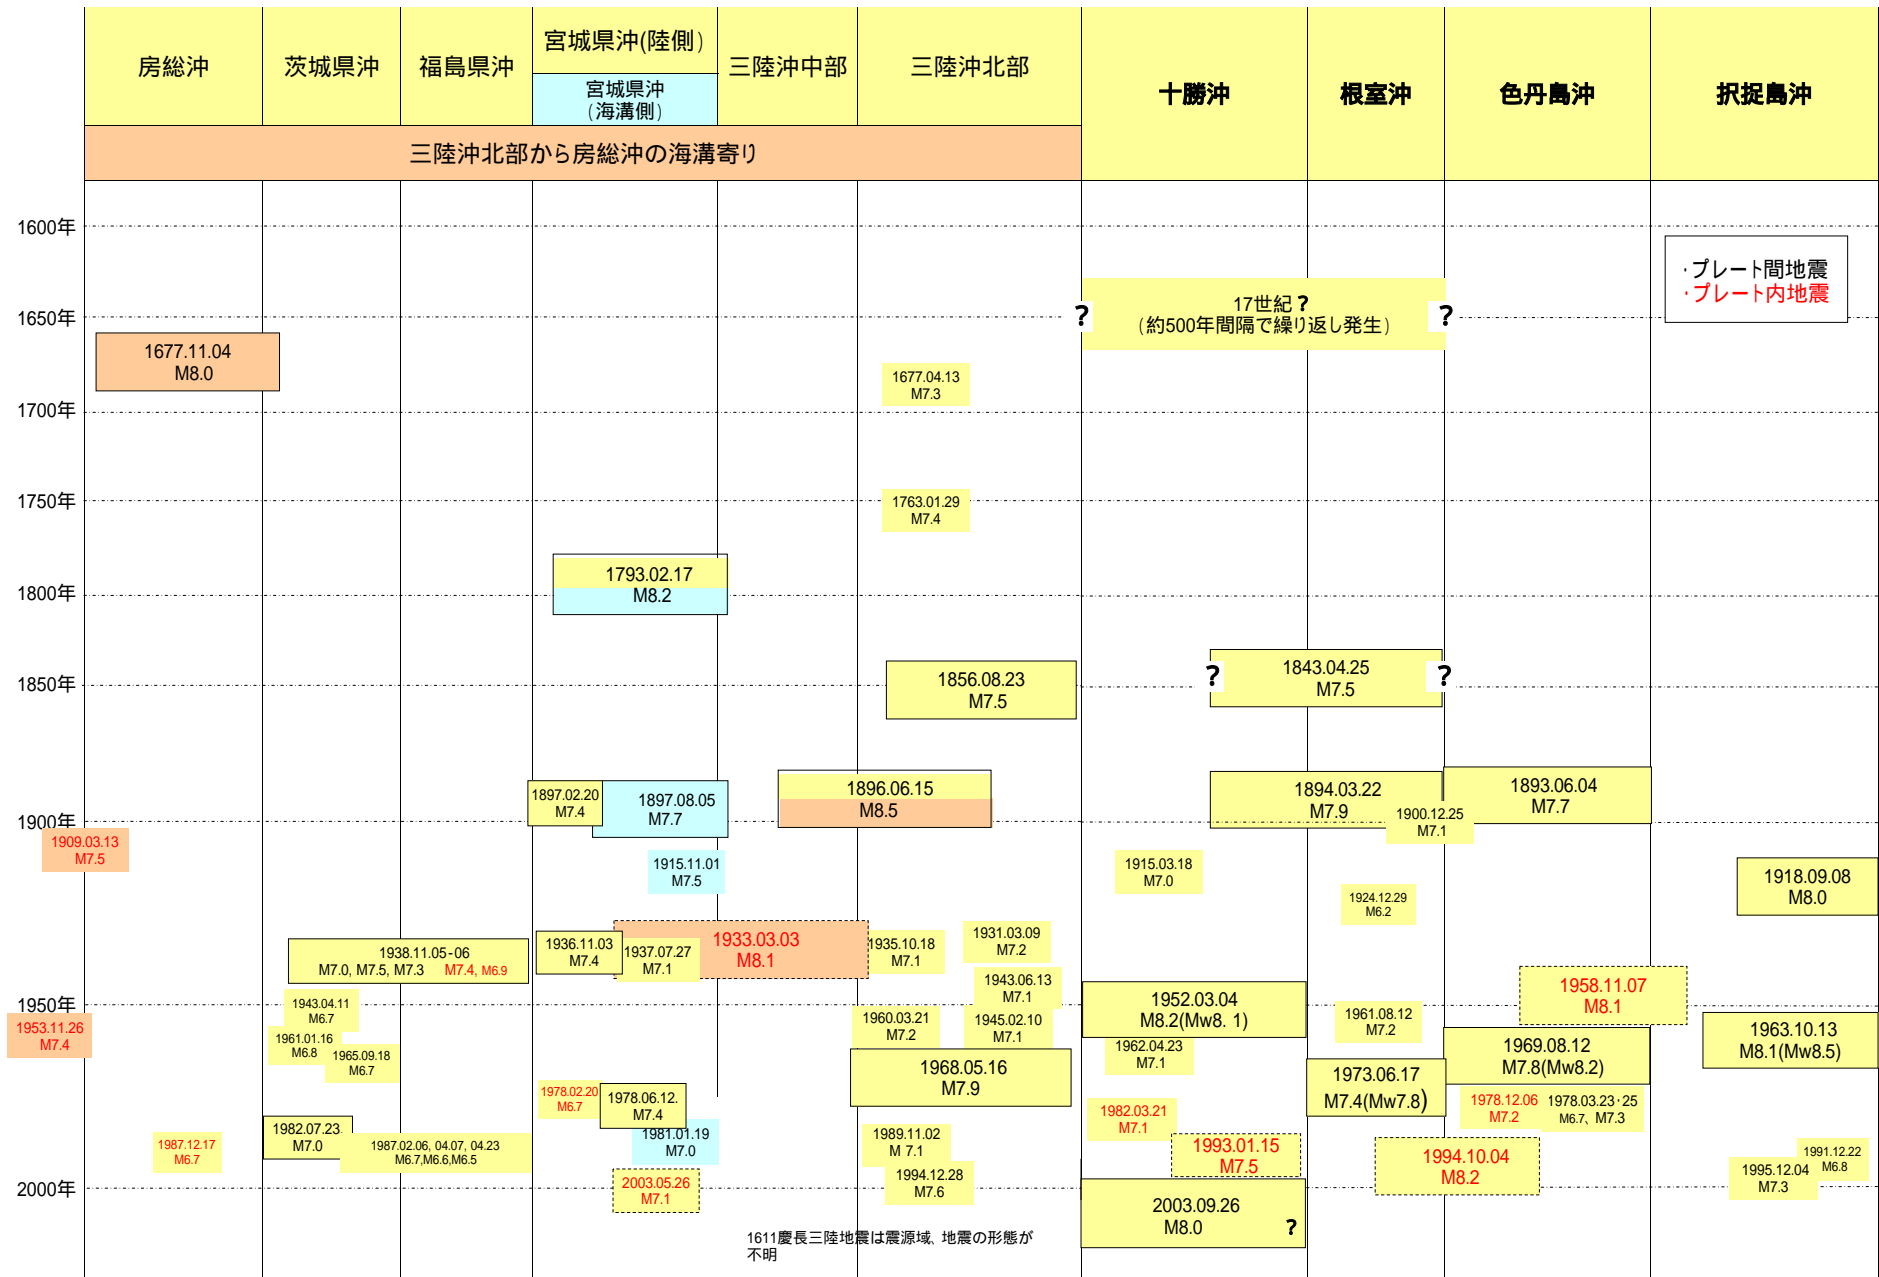 房総沖
茨城県沖
福島県沖
宮城県沖(陸側)
宮城県沖
(海溝側)
三陸沖中部
三陸沖北部
十勝沖
根室沖
色丹島沖
択捉島沖
三陸沖北部から房総沖の海溝寄り
1600年
・プレート間地震
・プレート内地震
1650年
?
17世紀?
(約500年間隔で繰り返し発生)
?
1677.11.04
M8.0
1677.04.13
M7.3
1700年
1750年
1763.01.29
M7.4
1793.02.17
M8.2
1800年
1850年
1856.08.23
M7.5
?
1843.04.25
M7.5
?
1897.02.20
M7.4
1897.08.05
M7.7
1896.06.15
M8.5
1894.03.22
M7.9
1900.12.25
M7.1
1893.06.04
M7.7
1900年
1909.03.13
M7.5
1915.11.01
M7.5
1915.03.18
M7.0
1924.12.29
M6.2
1918.09.08
M8.0
1938.11.05-06
M7.0, M7.5, M7.3 M7.4, M6.9
1936.11.03
M7.4
1937.07.27
M7.1
1933.03.03
M8.1
1935.10.18
M7.1
1931.03.09
M7.2
1943.06.13
M7.1
1952.03.04
M8.2(Mw8. 1)
1958.11.07
M8.1
1950年
1943.04.11
M6.7
1953.11.26
M7.4
1961.01.16
M6.8
1965.09.18
M6.7
1960.03.21
M7.2
1945.02.10
M7.1
1962.04.23
M7.1
1961.08.12
M7.2
1963.10.13
M8.1(Mw8.5)
1969.08.12
M7.8(Mw8.2)
1968.05.16
M7.9
1973.06.17
M7.4(Mw7.8)
1978.02.20
M6.7
1978.06.12.
M7.4
1978.12.06
M7.2
1978.03.23・25
M6.7、M7.3
1982.03.21
M7.1
1981.01.19
M7.0
1982.07.23
M7.0
1987.12.17
M6.7
1987.02.06, 04.07, 04.23
M6.7,M6.6,M6.5
1989.11.02
M 7.1
1993.01.15
M7.5
1994.10.04
M8.2
1991.12.22
M6.8
1995.12.04
M7.3
1994.12.28
M7.6
2003.05.26
M7.1
2000年
2003.09.26
M8.0 ?
1611慶長三陸地震は震源域、地震の形態が
不明